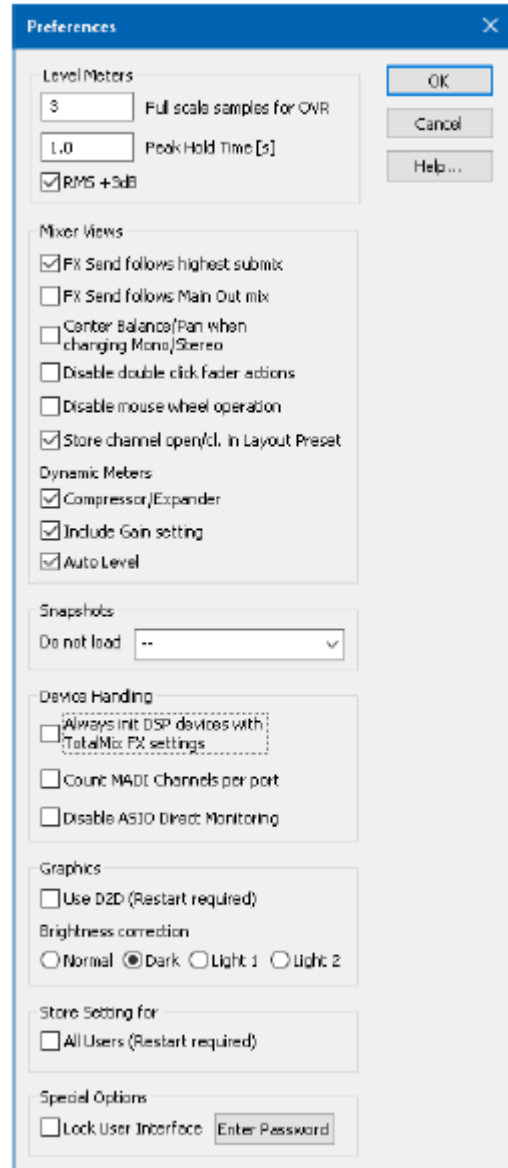 Preferences
Level Meters
OK
3 Full scale samples for OVR
Cancel
1.0 Peak Hold Time [s]
Help...
RMS +3dB
Mixer Views
FX Send follows highest submix
FX Send follows Main Out mix
Center Balance/Pan when
changing Mono/Stereo
Disable double click fader actions
Disable mouse wheel operation
Store channel open/cl. in Layout Preset
Dynamic Meters
Compressor/Expander
Include Gain setting
Auto Level
Snapshots
Do not load --
Device Handling
Always init DSP devices with
TotalMix FX settings
Count MADI Channels per port
Disable ASIO Direct Monitoring
Graphics
Use D2D (Restart required)
Brightness correction
Normal Dark Light 1 Light 2
Store Setting for
All Users (Restart required)
Special Options
Lock User Interface Enter Password